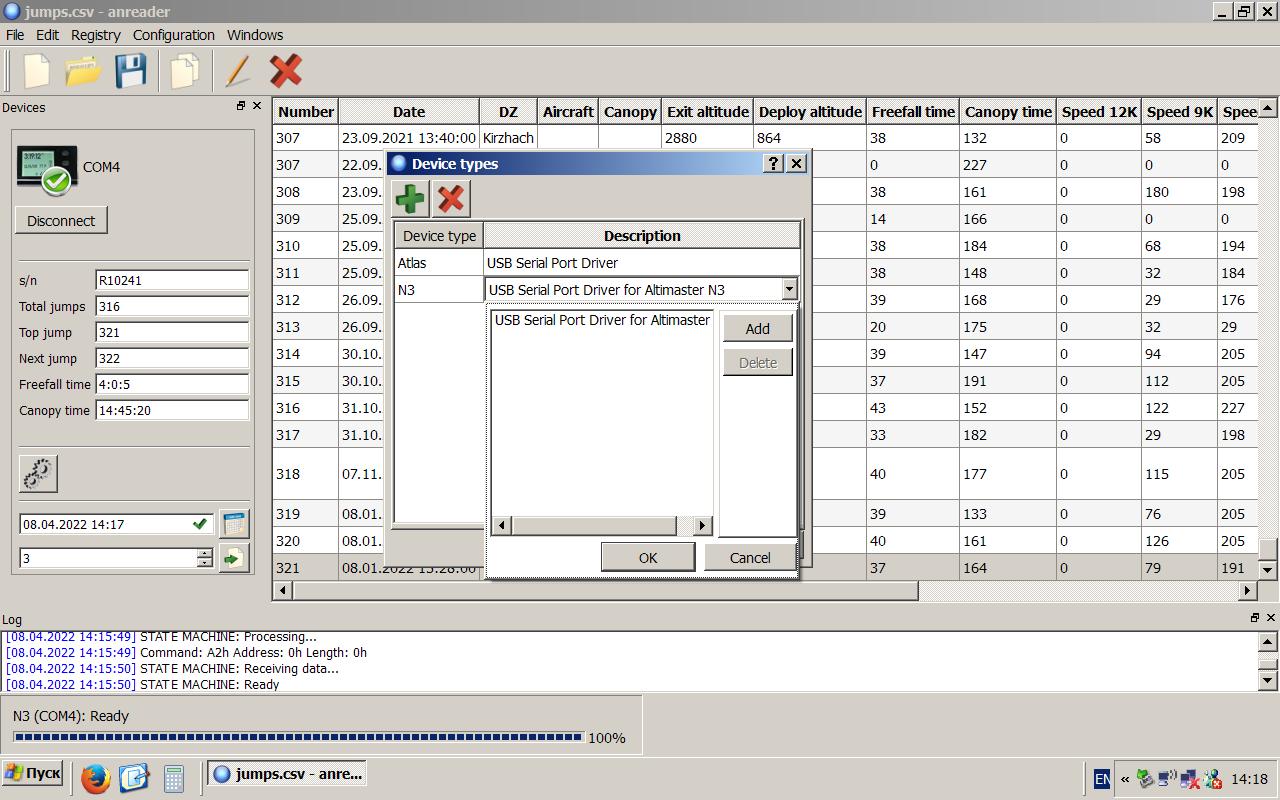 jumps.csv - anreader
File Edit Registry Configuration Windows
Devices
COM4
Disconnect
s/n R10241
Total jumps 316
Top jump 321
Next jump 322
Freefall time 4:0:5
Canopy time 14:45:20
08.04.2022 14:17
3
Number Date DZ Aircraft Canopy Exit altitude Deploy altitude Freefall time Canopy time Speed 12K Speed 9K Spee
307 23.09.2021 13:40:00 Kirzhach 2880 864 38 132 0 58 209
307 22.09. 0 227 0 0 0
308 23.09. 38 161 0 180 198
309 25.09. 14 166 0 0 0
310 25.09. 38 184 0 68 194
311 25.09. 38 148 0 32 184
312 26.09. 39 168 0 29 176
313 26.09. 20 175 0 32 29
314 30.10. 39 147 0 94 205
315 30.10. 37 191 0 112 205
316 31.10. 43 152 0 122 227
317 31.10. 33 182 0 29 198
318 07.11. 40 177 0 115 205
319 08.01. 39 133 0 76 205
320 08.01. 40 161 0 126 205
321 08.01.2022 13:28:00 37 164 0 79 191
Device types
Device type Description
Atlas USB Serial Port Driver
N3 USB Serial Port Driver for Altimaster N3
USB Serial Port Driver for Altimaster
Add
Delete
OK Cancel
Log
[08.04.2022 14:15:49] STATE MACHINE: Processing...
[08.04.2022 14:15:49] Command: A2h Address: 0h Length: 0h
[08.04.2022 14:15:50] STATE MACHINE: Receiving data...
[08.04.2022 14:15:50] STATE MACHINE: Ready
N3 (COM4): Ready
100%
Пуск jumps.csv - anre... EN « 14:18